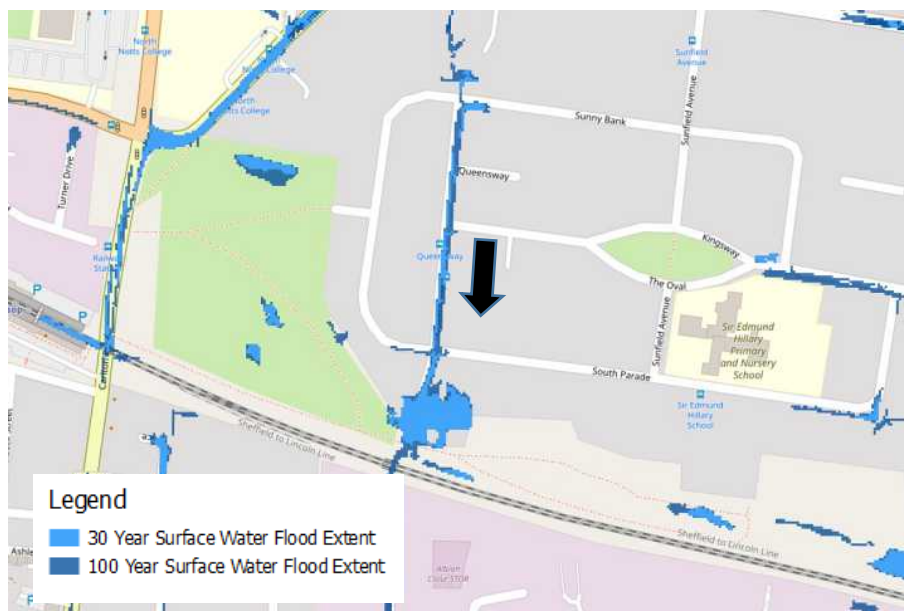 North
Notts College
North
Notts College
North
Notts College
Sunfield
Avenue
Sunfield Avenue
Sunny Bank
Turner Drive
Queensway
Kingsway
Queensway
The Oval
P
P
Sunfield Avenue
Sir Edmund
Hillary
Primary
and Nursery
School
South Parade
Sir Edmund
Hillary
School
Sheffield to Lincoln Line
Sheffield to Lincoln Line
Albion
Close STOR
Legend
30 Year Surface Water Flood Extent
100 Year Surface Water Flood Extent